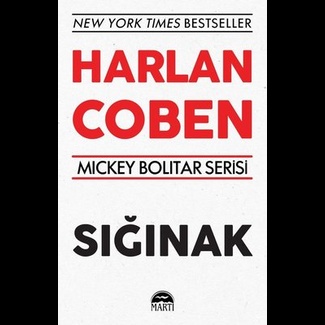 NEW YORK TIMES BESTSELLER
HARLAN
COBEN
MICKEY BOLITAR SERİSİ
SIĞINAK
MARTI